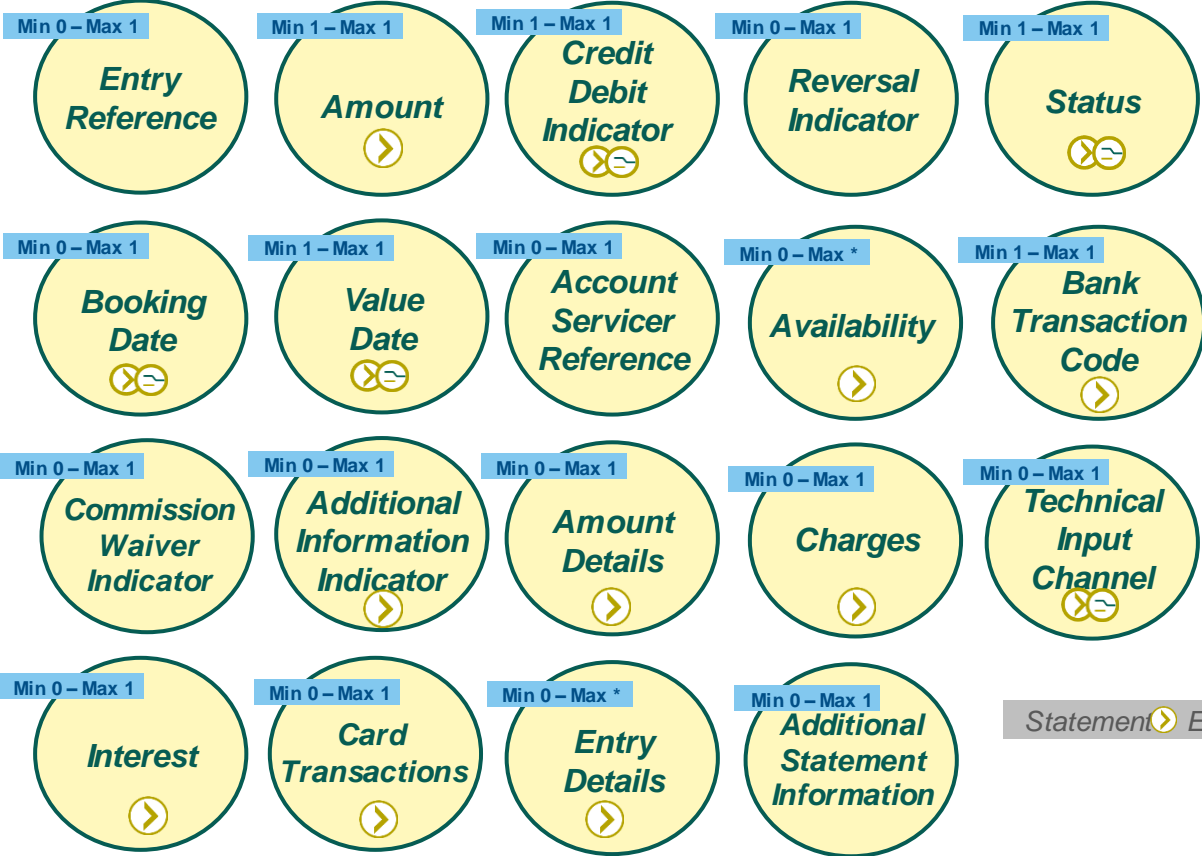 Min 0 – Max 1
Entry
Reference
Min 1 – Max 1
Amount
Min 1 – Max 1
Credit
Debit
Indicator
Min 0 – Max 1
Reversal
Indicator
Min 1 – Max 1
Status
Min 0 – Max 1
Booking
Date
Min 1 – Max 1
Value
Date
Min 0 – Max 1
Account
Servicer
Reference
Min 0 – Max *
Availability
Min 1 – Max 1
Bank
Transaction
Code
Min 0 – Max 1
Commission
Waiver
Indicator
Min 0 – Max 1
Additional
Information
Indicator
Min 0 – Max 1
Amount
Details
Min 0 – Max 1
Charges
Min 0 – Max 1
Technical
Input
Channel
Min 0 – Max 1
Interest
Min 0 – Max 1
Card
Transactions
Min 0 – Max *
Entry
Details
Min 0 – Max 1
Additional
Statement
Information
Statement E